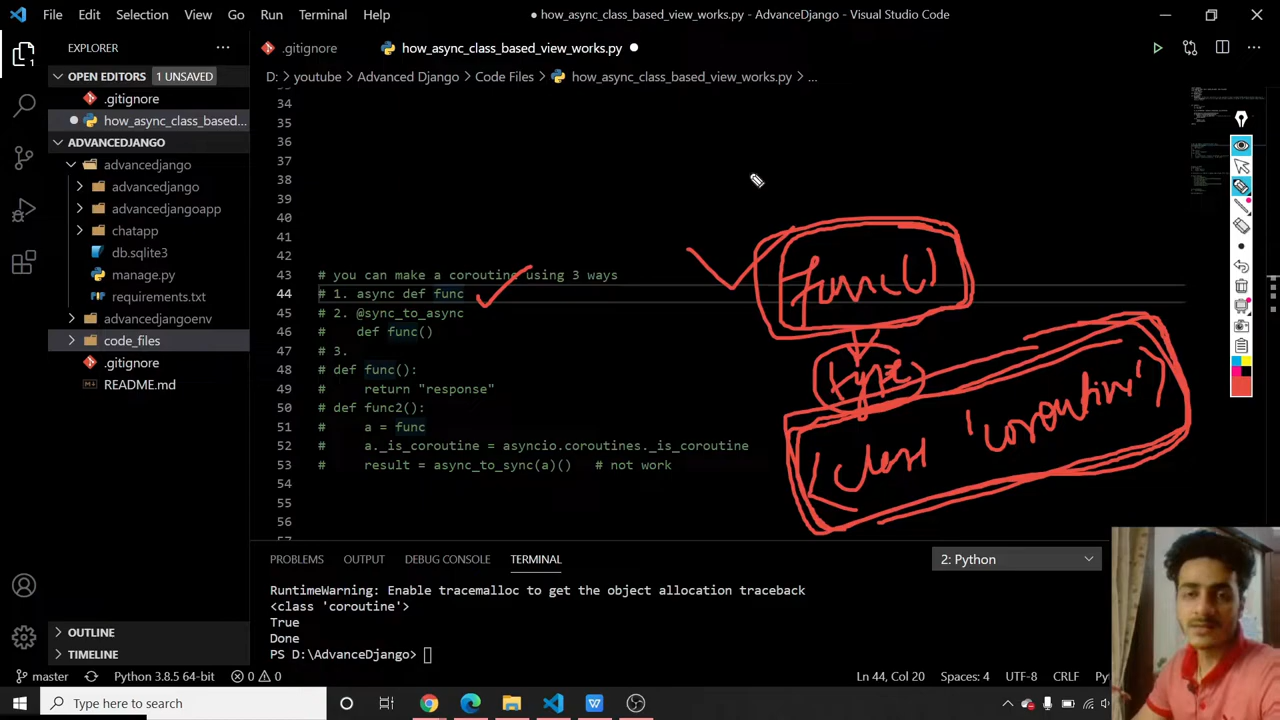 File Edit Selection View Go Run Terminal Help
● how_async_class_based_view_works.py - AdvanceDjango - Visual Studio Code
EXPLORER
OPEN EDITORS 1 UNSAVED
.gitignore
how_async_class_based...
ADVANCEDJANGO
advancedjango
advancedjango
advancedjangoapp
chatapp
db.sqlite3
manage.py
requirements.txt
advancedjangoenv
code_files
.gitignore
README.md
OUTLINE
TIMELINE
.gitignore
how_async_class_based_view_works.py
D: > youtube > Advanced Django > Code Files > how_async_class_based_view_works.py > ...
34
35
36
37
38
39
40
41
42
43 # you can make a coroutine using 3 ways
44 # 1. async def func
45 # 2. @sync_to_async
46 # def func()
47 # 3.
48 # def func():
49 # return "response"
50 # def func2():
51 # a = func
52 # a._is_coroutine = asyncio.coroutines._is_coroutine
53 # result = async_to_sync(a)() # not work
54
55
56
func()
type
class 'coroutine'
PROBLEMS OUTPUT DEBUG CONSOLE TERMINAL
2: Python
RuntimeWarning: Enable tracemalloc to get the object allocation traceback
<class 'coroutine'>
True
Done
PS D:\AdvanceDjango>
master Python 3.8.5 64-bit 0 0 Ln 44, Col 20 Spaces: 4 UTF-8 CRLF Py
Type here to search